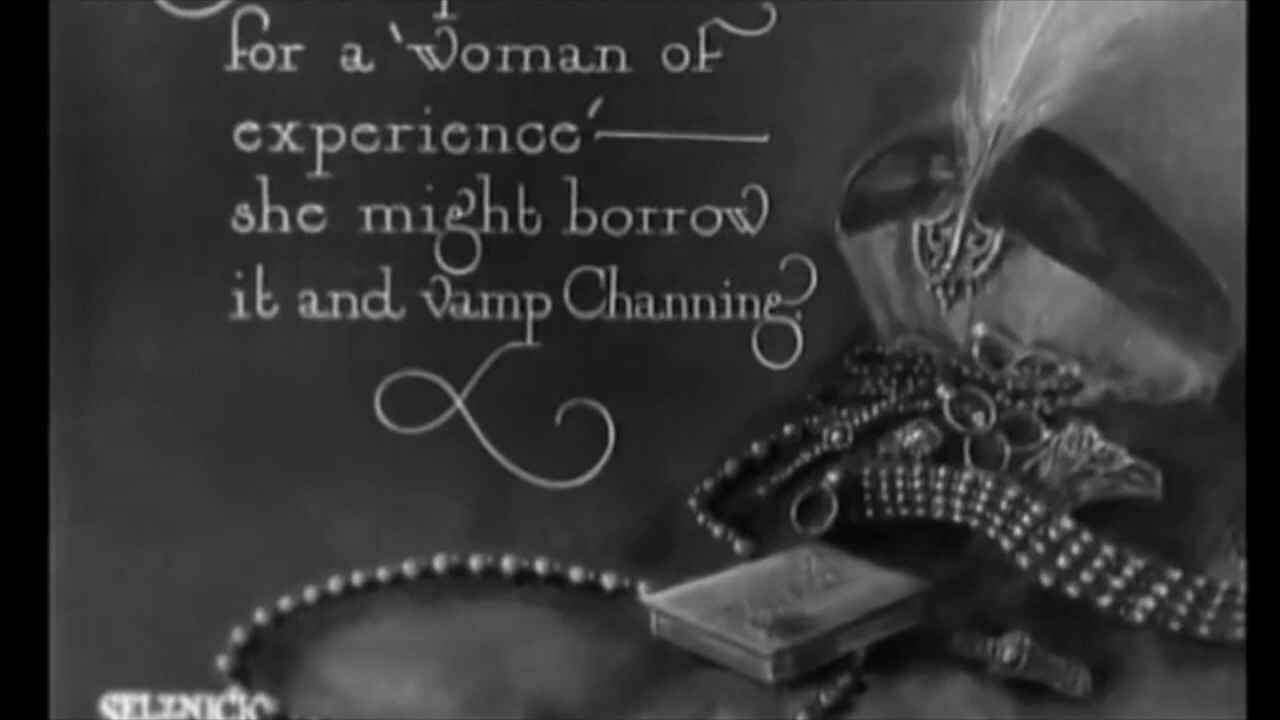 for a 'woman of
experience'—
she might borrow
it and vamp Channing?
SELZNICK